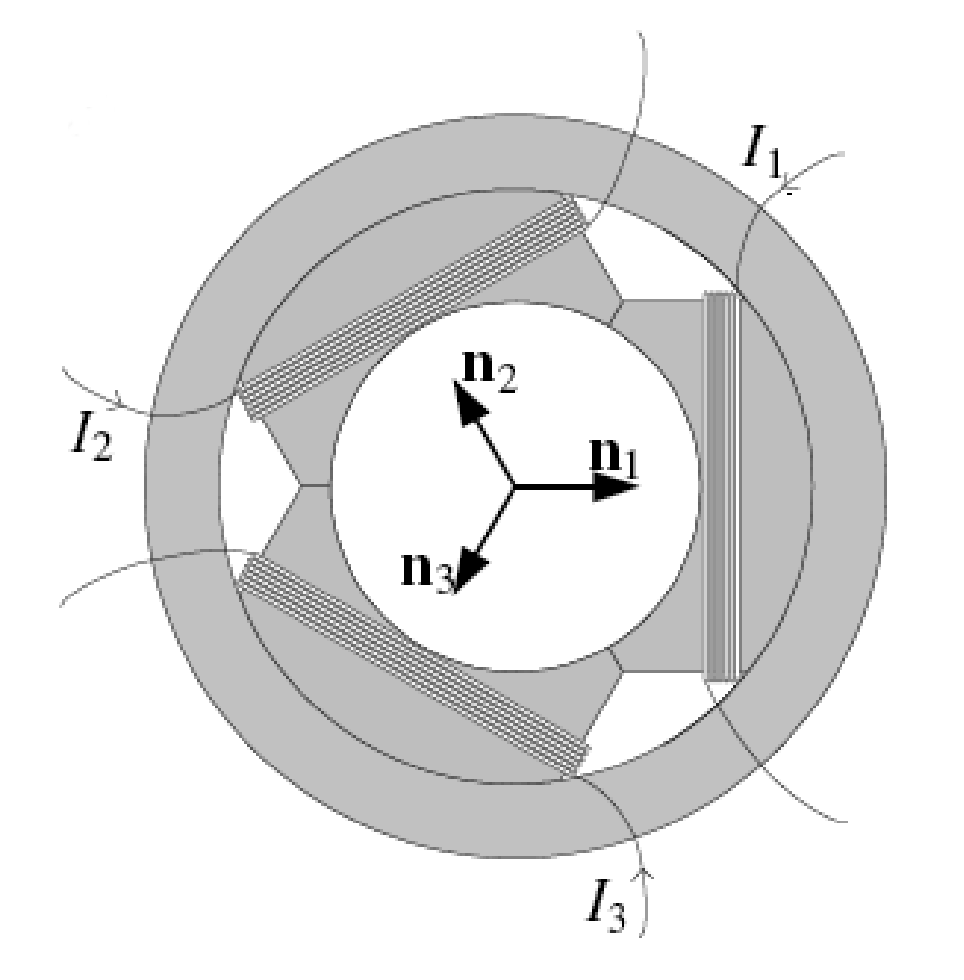 I₁
n₂
I₂
n₁
n₃
I₃